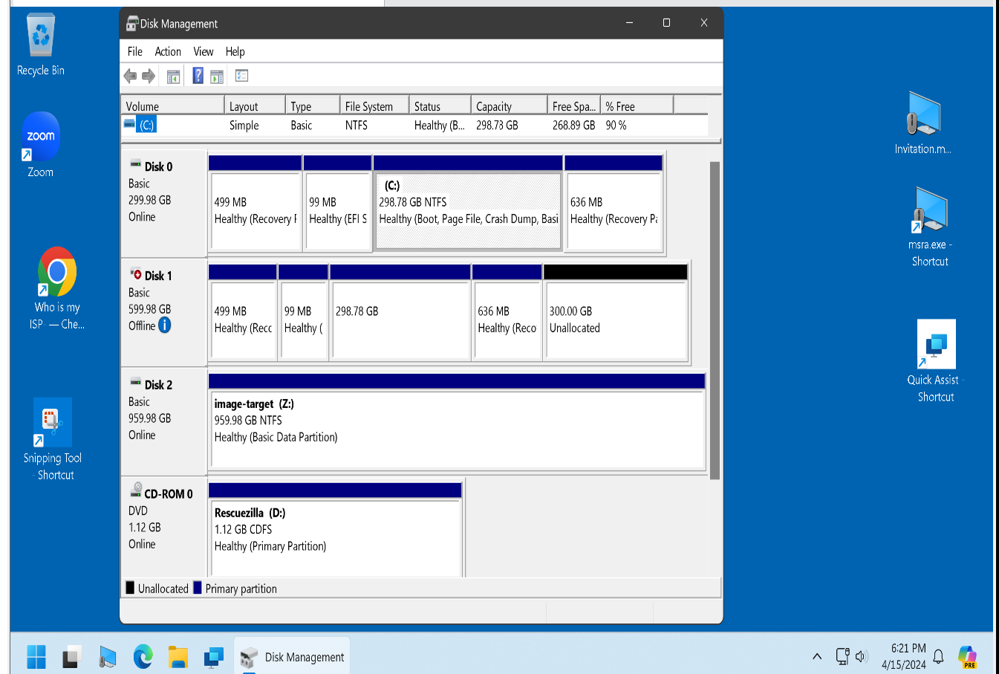 Recycle Bin
zoom
Zoom
Who is my
ISP — Che...
Snipping Tool
- Shortcut
Disk Management
File Action View Help
Volume Layout Type File System Status Capacity Free Spa... % Free
(C:) Simple Basic NTFS Healthy (B... 298.78 GB 268.89 GB 90 %
Disk 0
Basic
299.98 GB
Online
499 MB
Healthy (Recovery
99 MB
Healthy (EFI S
(C:)
298.78 GB NTFS
Healthy (Boot, Page File, Crash Dump, Basi
636 MB
Healthy (Recovery Pa
Disk 1
Basic
599.98 GB
Offline
499 MB
Healthy (Recc
99 MB
Healthy (
298.78 GB
636 MB
Healthy (Reco
300.00 GB
Unallocated
Disk 2
Basic
959.98 GB
Online
image-target (Z:)
959.98 GB NTFS
Healthy (Basic Data Partition)
CD-ROM 0
DVD
1.12 GB
Online
Rescuezilla (D:)
1.12 GB CDFS
Healthy (Primary Partition)
Unallocated Primary partition
Invitation.m...
msra.exe -
Shortcut
Quick Assist -
Shortcut
Disk Management
6:21 PM
4/15/2024
PRE